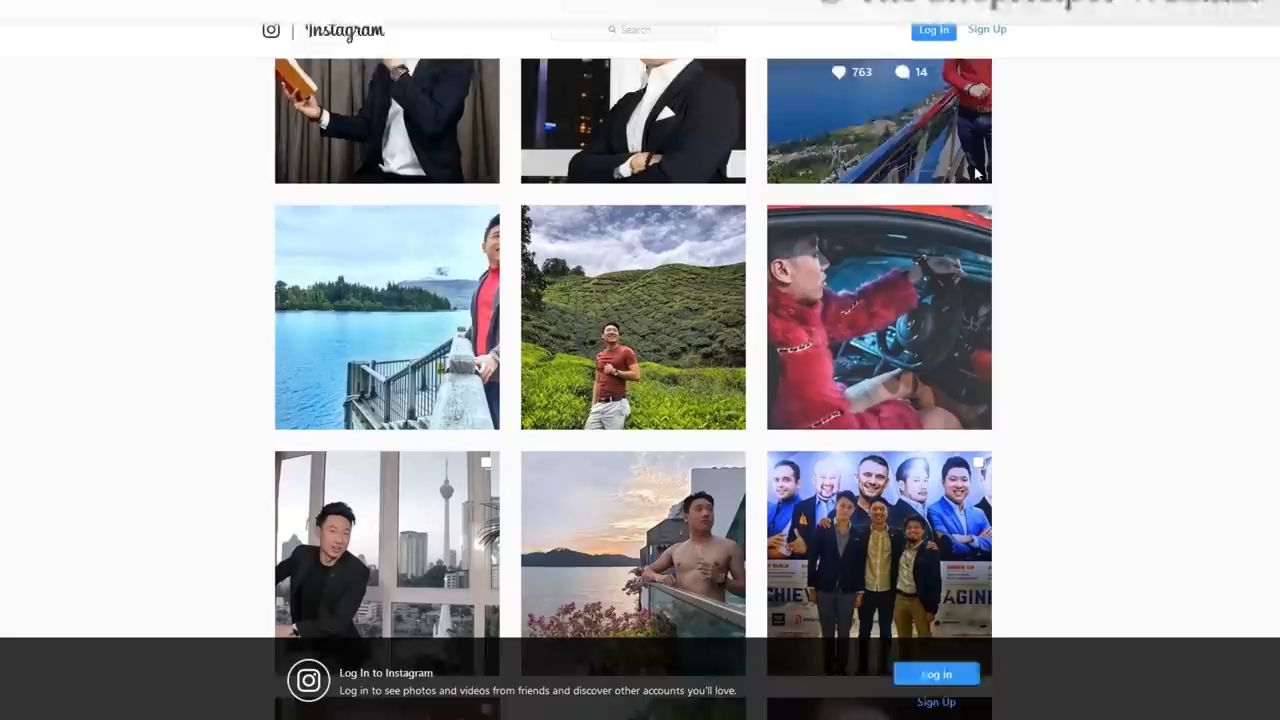 Instagram
Search
Log In
Sign Up
763
14
Log In to Instagram
Log in to see photos and videos from friends and discover other accounts you'll love.
Log In
Sign Up